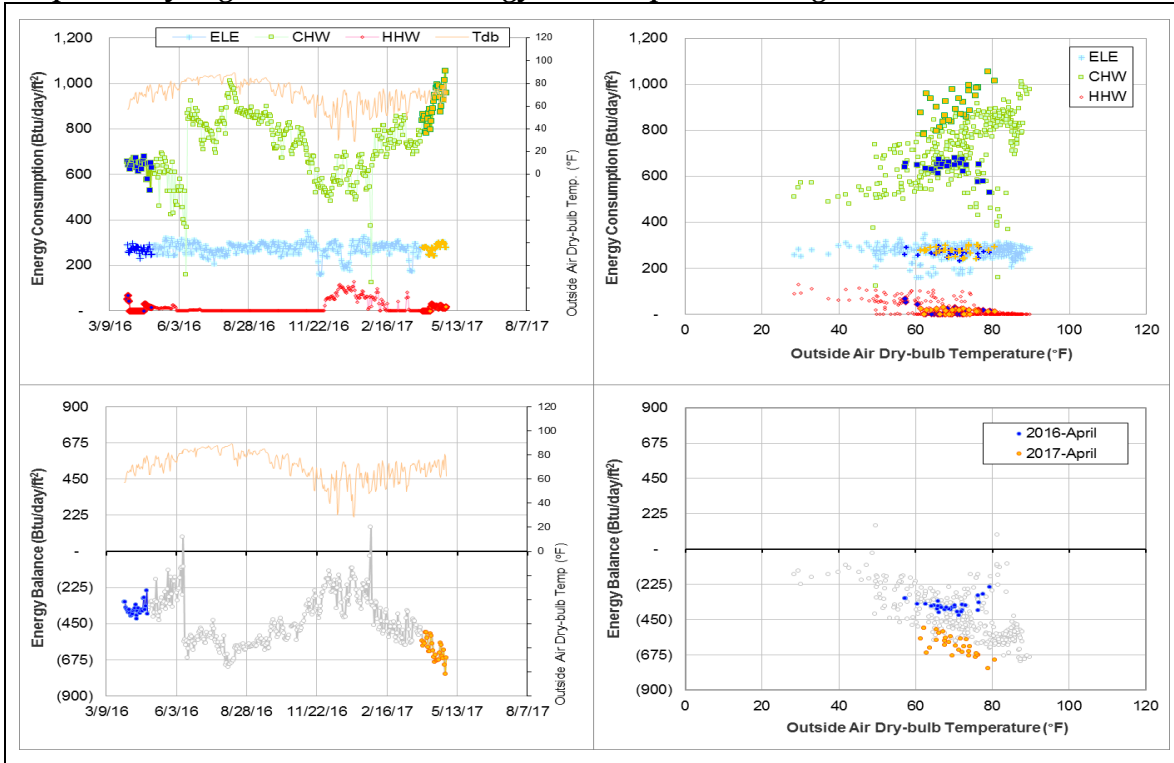 ELE CHW HHW Tdb
Energy Consumption (Btu/day/ft²)
1,200
1,000
800
600
400
200
-
120
100
80
60
40
20
0
Outside Air Dry-bulb Temp. (°F)
3/9/16 6/3/16 8/28/16 11/22/16 2/16/17 5/13/17 8/7/17
ELE
CHW
HHW
Energy Consumption (Btu/day/ft²)
1,200
1,000
800
600
400
200
-
0 20 40 60 80 100 120
Outside Air Dry-bulb Temperature (°F)
Energy Balance (Btu/day/ft²)
900
675
450
225
-
(225)
(450)
(675)
(900)
120
100
80
60
40
20
0
Outside Air Dry-bulb Temp (°F)
3/9/16 6/3/16 8/28/16 11/22/16 2/16/17 5/13/17 8/7/17
2016-April
2017-April
Energy Balance (Btu/day/ft²)
900
675
450
225
-
(225)
(450)
(675)
(900)
0 20 40 60 80 100 120
Outside Air Dry-bulb Temperature (°F)